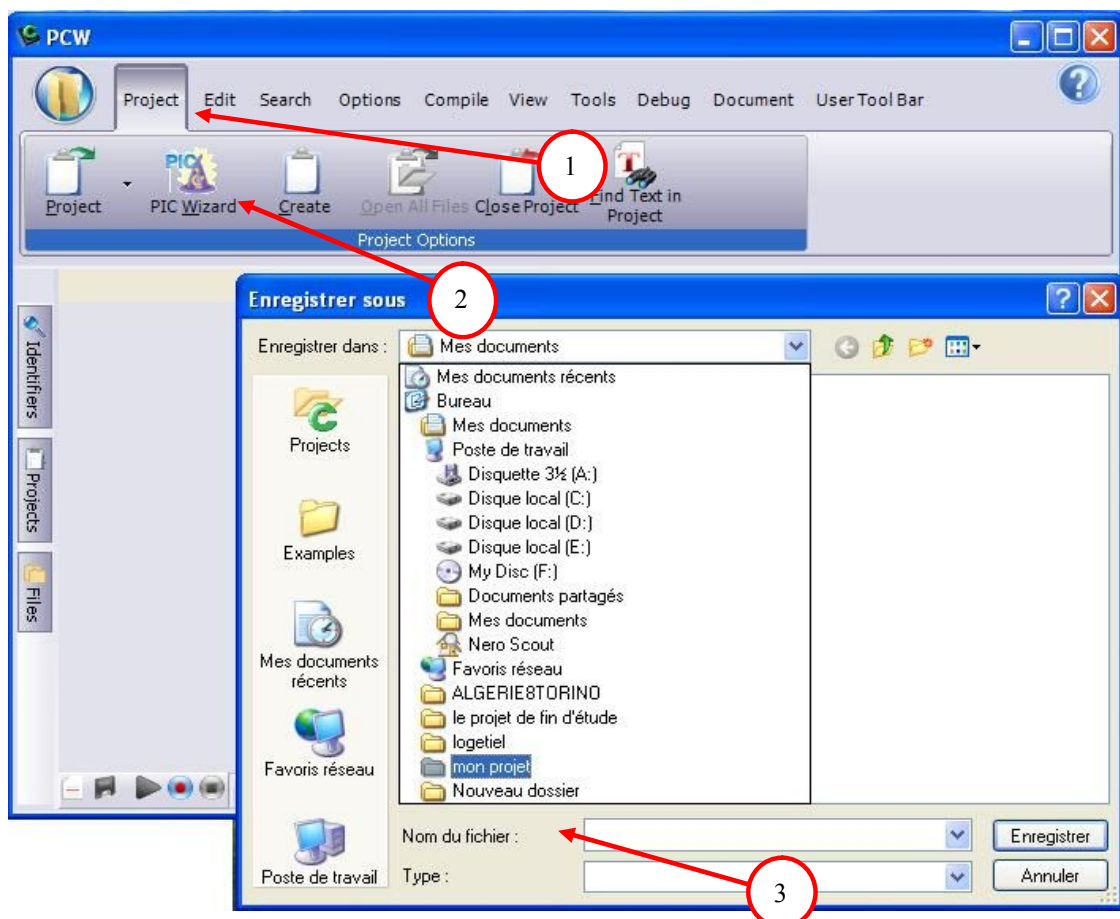 PCW
Project Edit Search Options Compile View Tools Debug Document User Tool Bar
1
Project PIC Wizard Create Open All Files Close Project Find Text in Project
Project Options
2
Identifiers
Projects
Files
Enregistrer sous
Enregistrer dans : Mes documents
Projects
Examples
Mes documents récents
Favoris réseau
Poste de travail
Mes documents récents
Bureau
Mes documents
Poste de travail
Disquette 3½ (A:)
Disque local (C:)
Disque local (D:)
Disque local (E:)
My Disc (F:)
Documents partagés
Mes documents
Nero Scout
Favoris réseau
ALGERIE8TORINO
le projet de fin d'étude
logetiel
mon projet
Nouveau dossier
Nom du fichier : Enregistrer
Type : Annuler
3